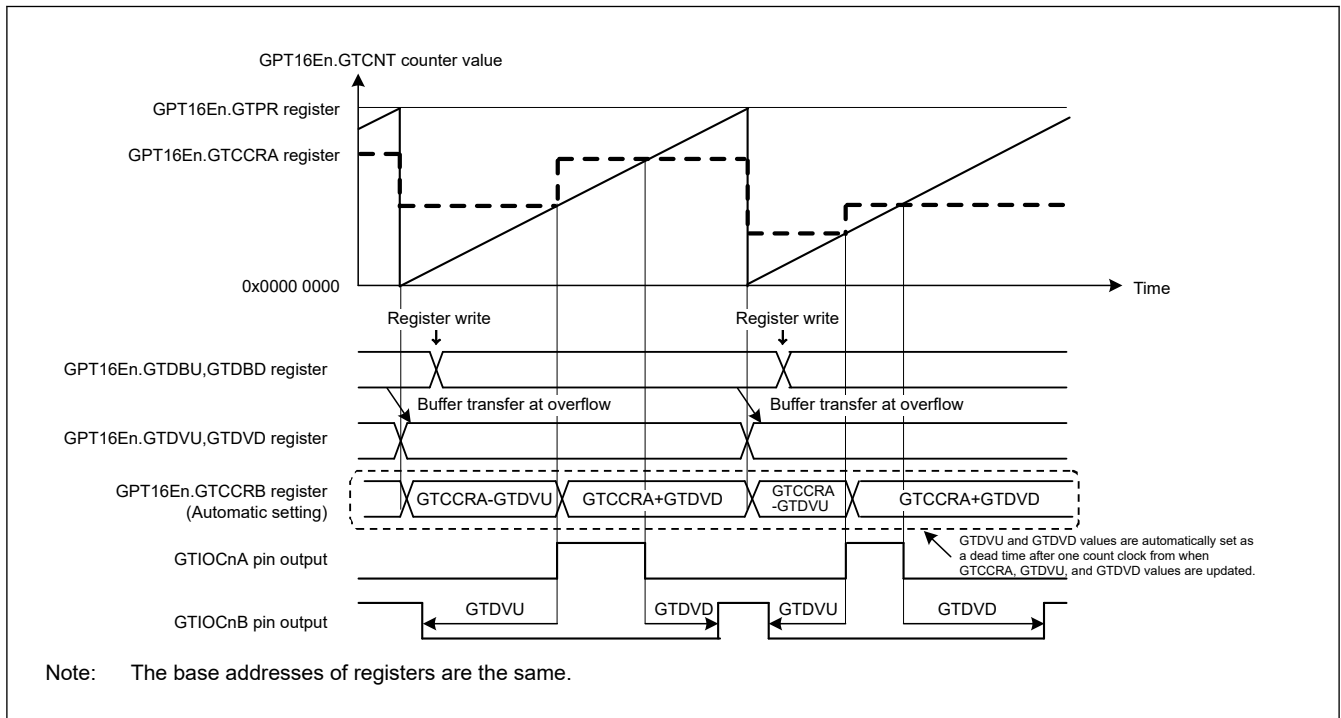 GPT16En.GTCNT counter value
GPT16En.GTPR register
GPT16En.GTCCRA register
0x0000 0000
Time
Register write
Register write
GPT16En.GTDBU,GTDBD register
Buffer transfer at overflow
Buffer transfer at overflow
GPT16En.GTDVU,GTDVD register
GPT16En.GTCCRB register
(Automatic setting)
GTCCRA-GTDVU
GTCCRA+GTDVD
GTCCRA
-GTDVU
GTCCRA+GTDVD
GTDVU and GTDVD values are automatically set as
a dead time after one count clock from when
GTCCRA, GTDVU, and GTDVD values are updated.
GTIOCnA pin output
GTIOCnB pin output
GTDVU
GTDVD
GTDVU
GTDVD
Note: The base addresses of registers are the same.